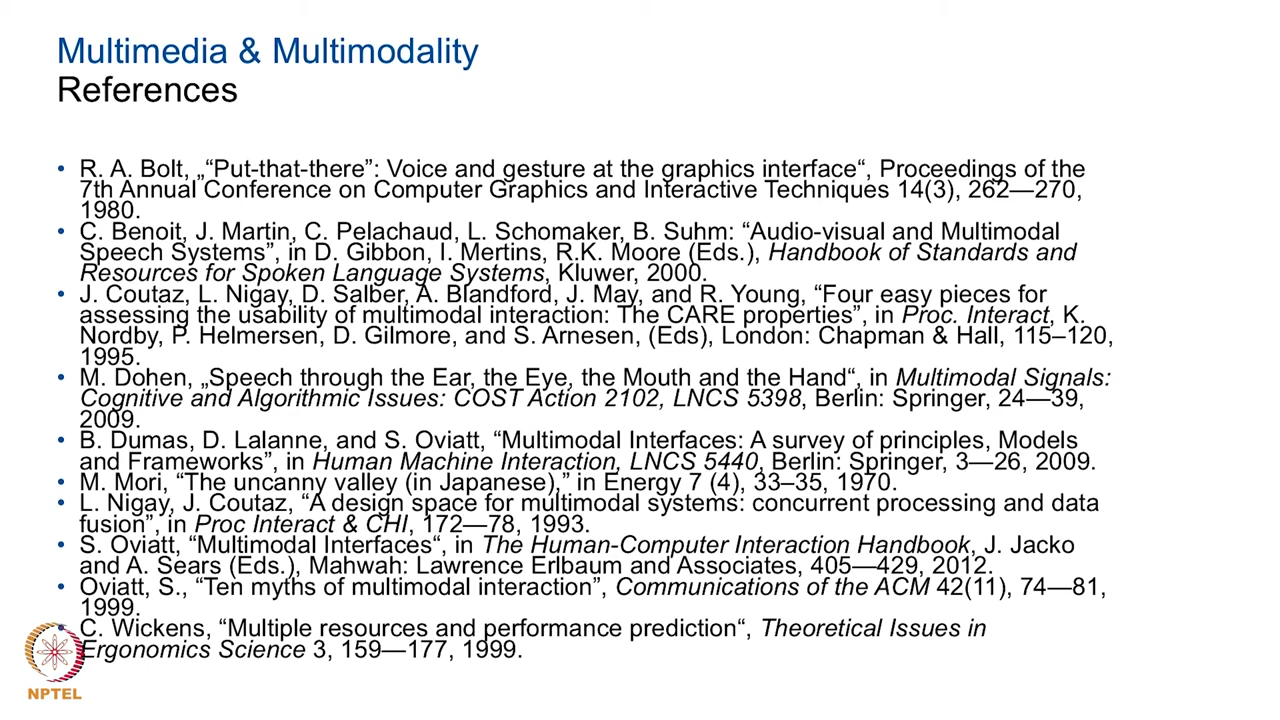 Multimedia & Multimodality
References
• R. A. Bolt, „“Put-that-there”: Voice and gesture at the graphics interface“, Proceedings of the
7th Annual Conference on Computer Graphics and Interactive Techniques 14(3), 262—270,
1980.
• C. Benoit, J. Martin, C. Pelachaud, L. Schomaker, B. Suhm: “Audio-visual and Multimodal
Speech Systems”, in D. Gibbon, I. Mertins, R.K. Moore (Eds.), Handbook of Standards and
Resources for Spoken Language Systems, Kluwer, 2000.
• J. Coutaz, L. Nigay, D. Salber, A. Blandford, J. May, and R. Young, “Four easy pieces for
assessing the usability of multimodal interaction: The CARE properties”, in Proc. Interact, K.
Nordby, P. Helmersen, D. Gilmore, and S. Arnesen, (Eds), London: Chapman & Hall, 115–120,
1995.
• M. Dohen, „Speech through the Ear, the Eye, the Mouth and the Hand“, in Multimodal Signals:
Cognitive and Algorithmic Issues: COST Action 2102, LNCS 5398, Berlin: Springer, 24—39,
2009.
• B. Dumas, D. Lalanne, and S. Oviatt, “Multimodal Interfaces: A survey of principles, Models
and Frameworks”, in Human Machine Interaction, LNCS 5440, Berlin: Springer, 3—26, 2009.
• M. Mori, “The uncanny valley (in Japanese),” in Energy 7 (4), 33–35, 1970.
• L. Nigay, J. Coutaz, “A design space for multimodal systems: concurrent processing and data
fusion”, in Proc Interact & CHI, 172—78, 1993.
• S. Oviatt, “Multimodal Interfaces“, in The Human-Computer Interaction Handbook, J. Jacko
and A. Sears (Eds.), Mahwah: Lawrence Erlbaum and Associates, 405—429, 2012.
• Oviatt, S., “Ten myths of multimodal interaction”, Communications of the ACM 42(11), 74—81,
1999.
• C. Wickens, “Multiple resources and performance prediction“, Theoretical Issues in
Ergonomics Science 3, 159—177, 1999.
NPTEL